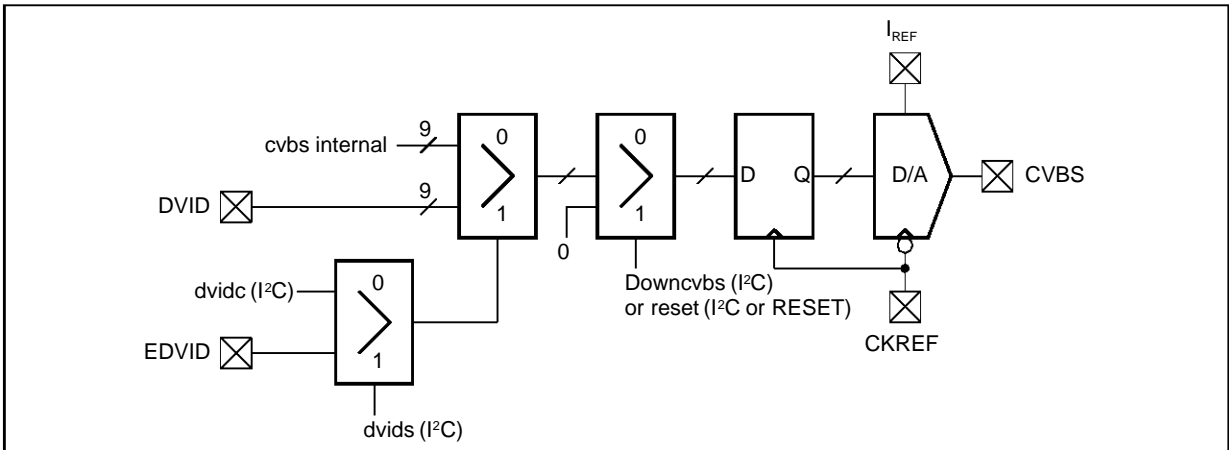 I_REF
cvbs internal
9
0
1
DVID
9
0
1
0
D
Q
D/A
CVBS
dvidc (I²C)
0
1
EDVID
dvids (I²C)
Downcvbs (I²C)
or reset (I²C or RESET)
CKREF